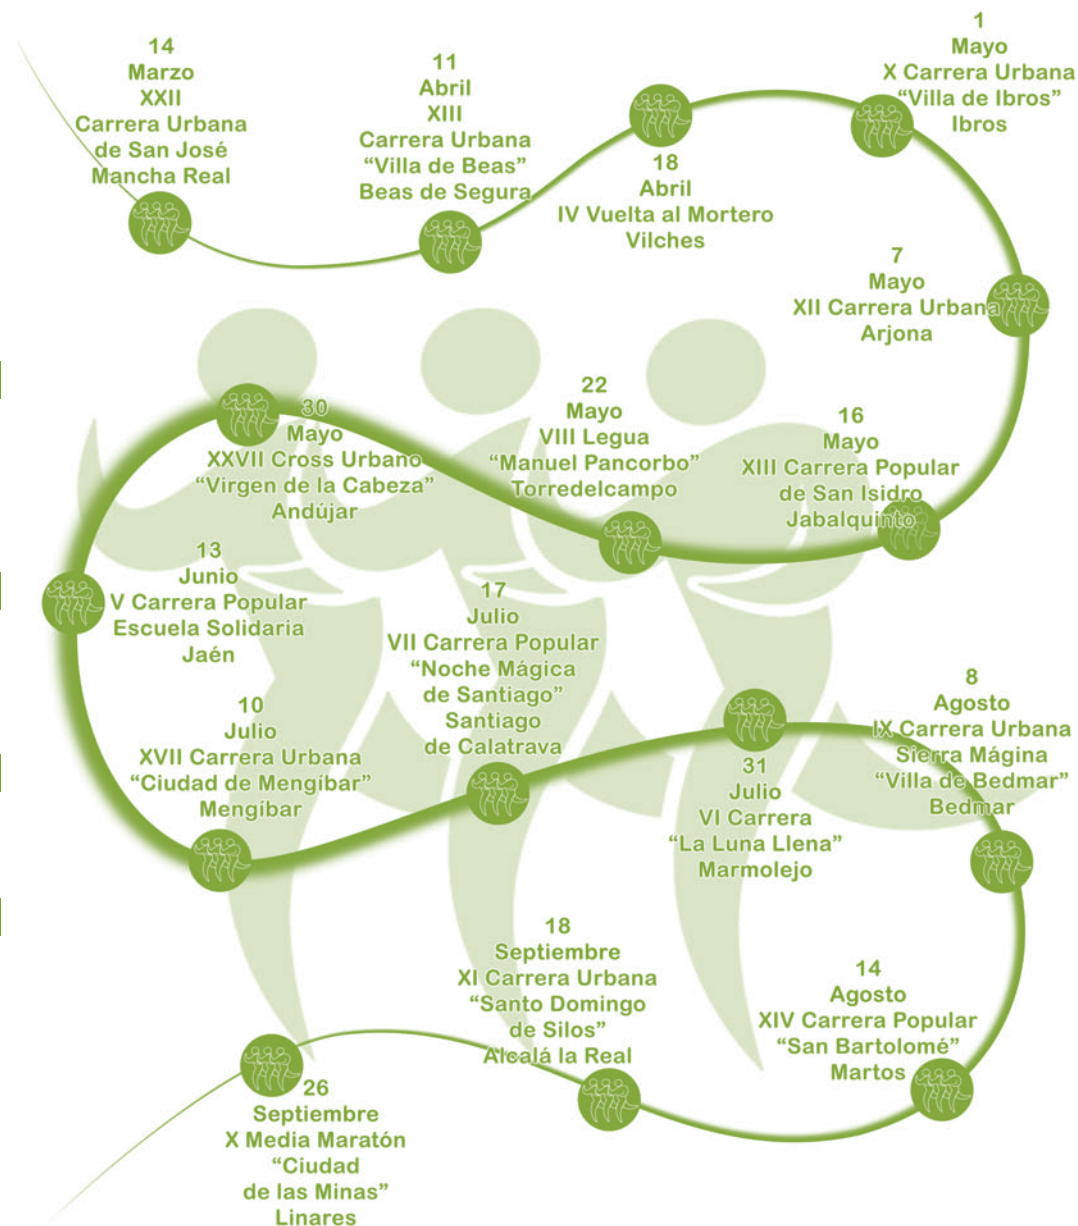 14
Marzo
XXII
Carrera Urbana
de San José
Mancha Real
11
Abril
XIII
Carrera Urbana
“Villa de Beas”
Beas de Segura
18
Abril
IV Vuelta al Mortero
Vilches
1
Mayo
X Carrera Urbana
“Villa de Ibros”
Ibros
7
Mayo
XII Carrera Urbana
Arjona
16
Mayo
XIII Carrera Popular
de San Isidro
Jabalquinto
22
Mayo
VIII Legua
“Manuel Pancorbo”
Torredelcampo
30
Mayo
XXVII Cross Urbano
“Virgen de la Cabeza”
Andújar
13
Junio
V Carrera Popular
Escuela Solidaria
Jaén
10
Julio
XVII Carrera Urbana
“Ciudad de Mengíbar”
Mengíbar
17
Julio
VII Carrera Popular
“Noche Mágica
de Santiago”
Santiago
de Calatrava
31
Julio
VI Carrera
“La Luna Llena”
Marmolejo
8
Agosto
IX Carrera Urbana
Sierra Mágina
“Villa de Bedmar”
Bedmar
14
Agosto
XIV Carrera Popular
“San Bartolomé”
Martos
18
Septiembre
XI Carrera Urbana
“Santo Domingo
de Silos”
Alcalá la Real
26
Septiembre
X Media Maratón
“Ciudad
de las Minas”
Linares